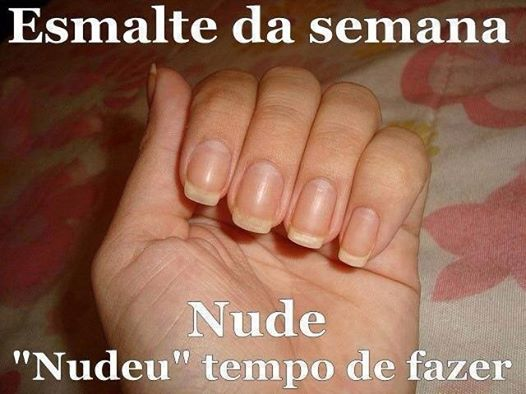 Esmalte da semana
Nude
"Nudeu" tempo de fazer